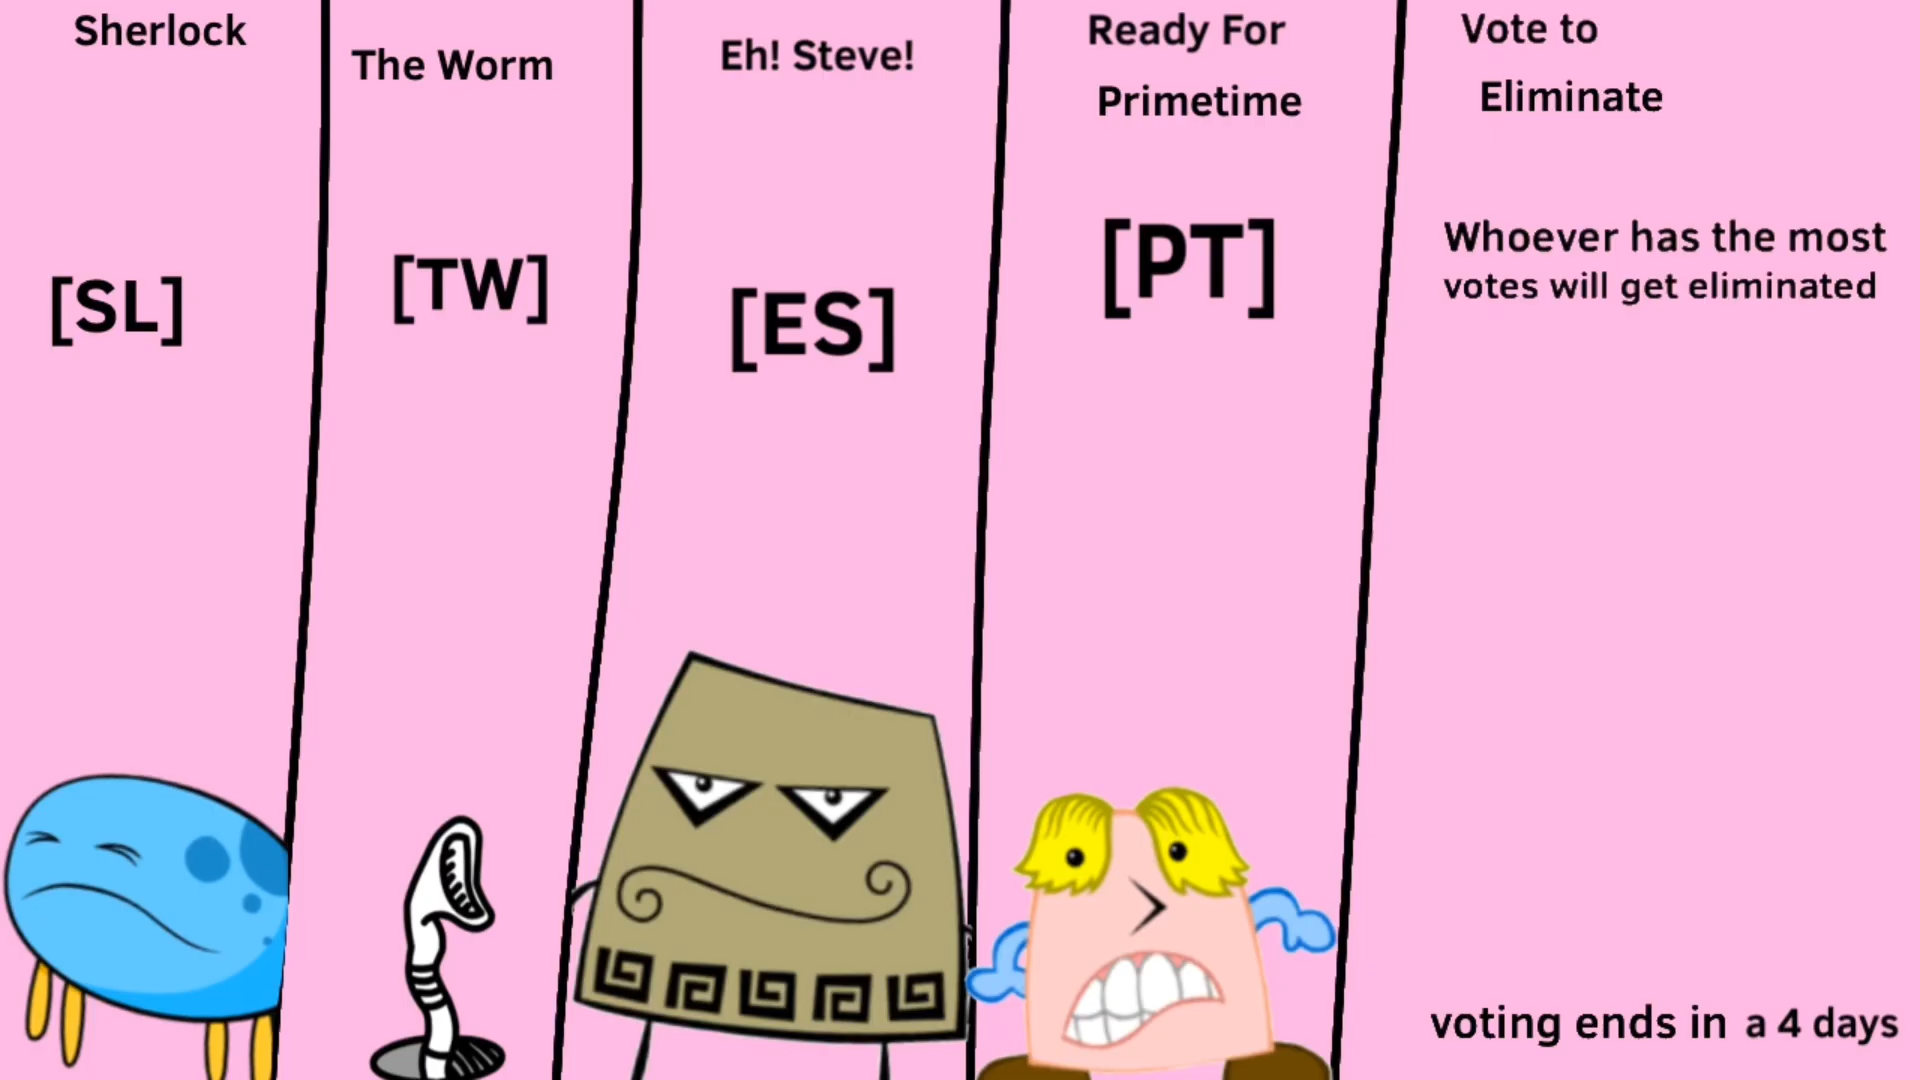 Sherlock
[SL]
The Worm
[TW]
Eh! Steve!
[ES]
Ready For
Primetime
[PT]
Vote to
Eliminate
Whoever has the most
votes will get eliminated
voting ends in a 4 days